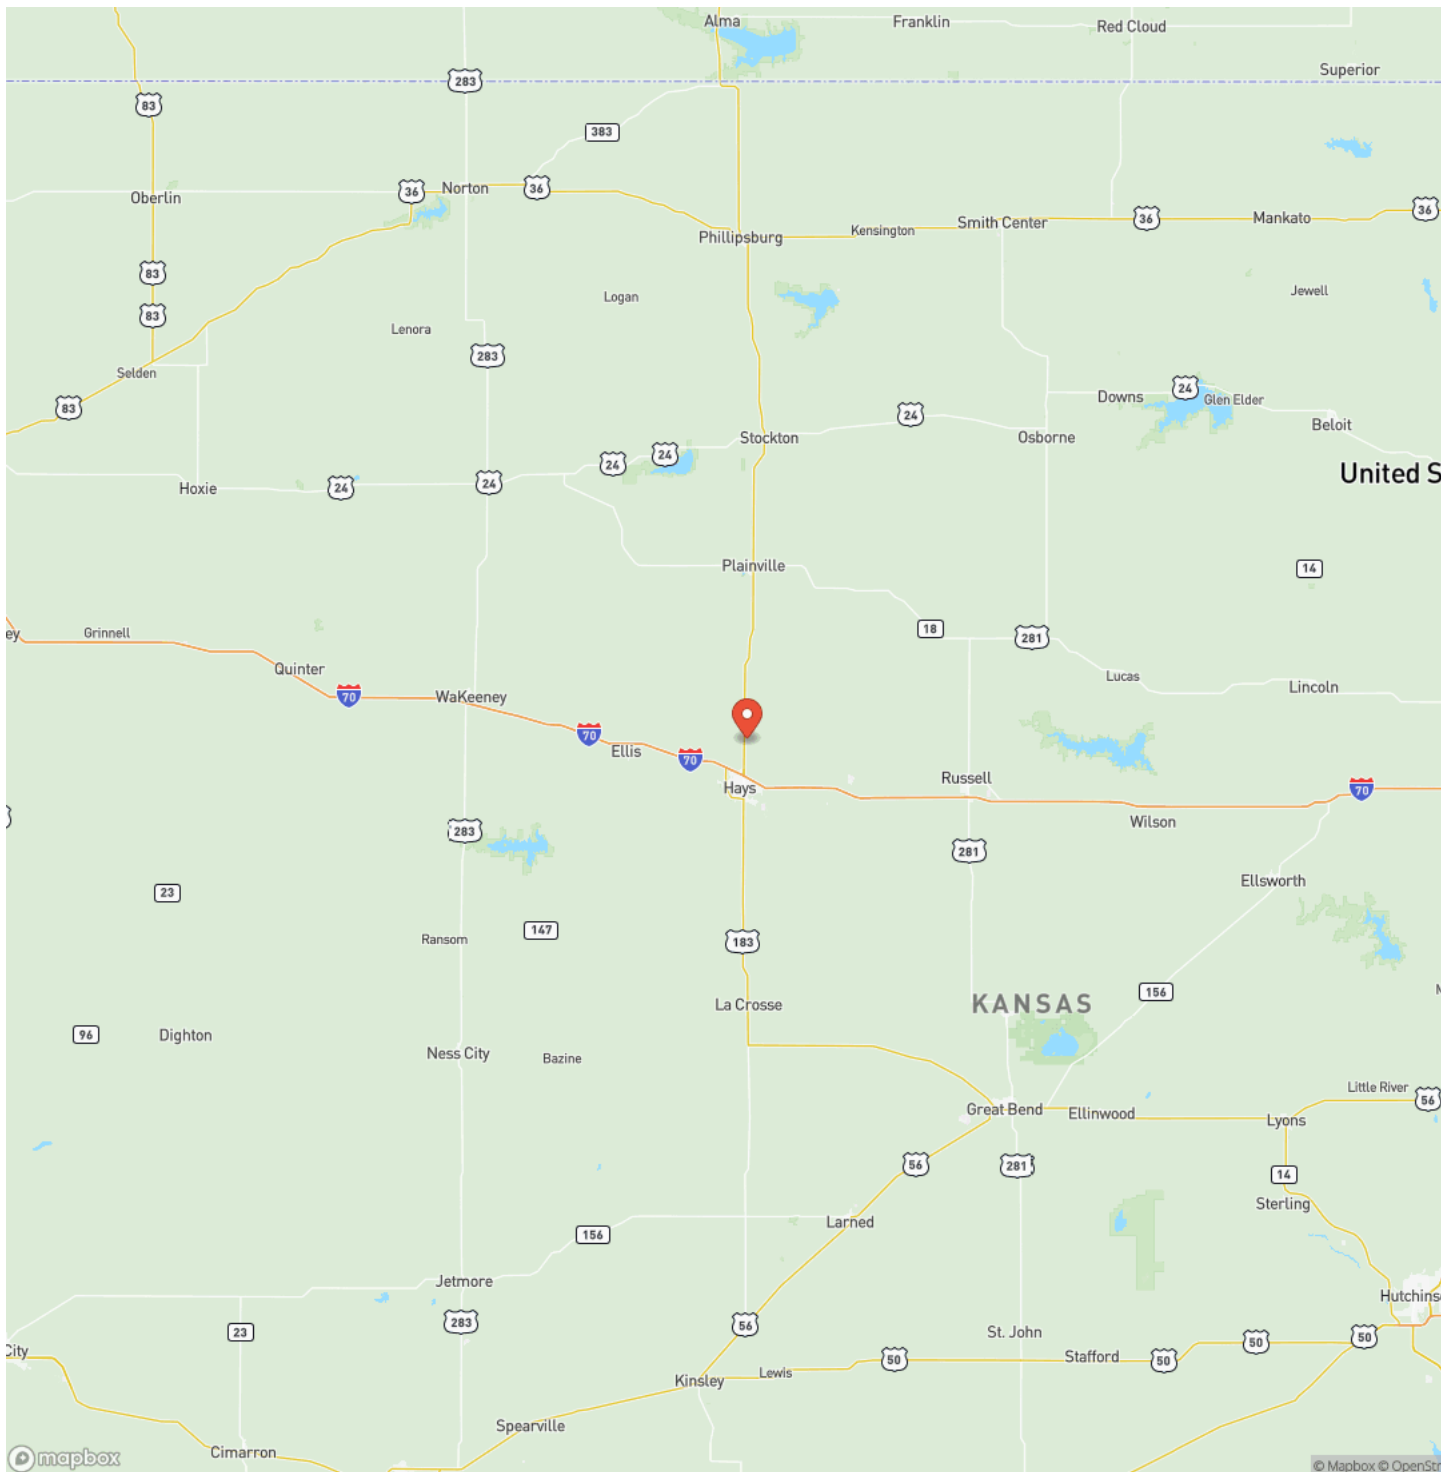 Alma
Franklin
Red Cloud
Superior
283
83
383
36
Norton
36
Oberlin
36
Smith Center
36
Mankato
Phillipsburg
Kensington
83
Logan
Jewell
83
Lenora
283
Selden
24
Downs
Glen Elder
83
24
Beloit
Stockton
Osborne
24
24
United S
Hoxie
24
24
Plainville
14
18
281
ey
Grinnell
Quinter
Lucas
Lincoln
70
WaKeeney
70
Ellis
70
Russell
Hays
70
Wilson
283
281
Ellsworth
23
147
Ransom
183
La Crosse
KANSAS
156
96
Dighton
Ness City
Bazine
Little River
56
Great Bend
Ellinwood
Lyons
56
281
14
Sterling
Larned
156
Jetmore
Hutchins
283
56
23
St. John
50
50
City
50
Stafford
50
Lewis
Kinsley
Spearville
Cimarron
mapbox
© Mapbox © OpenStr